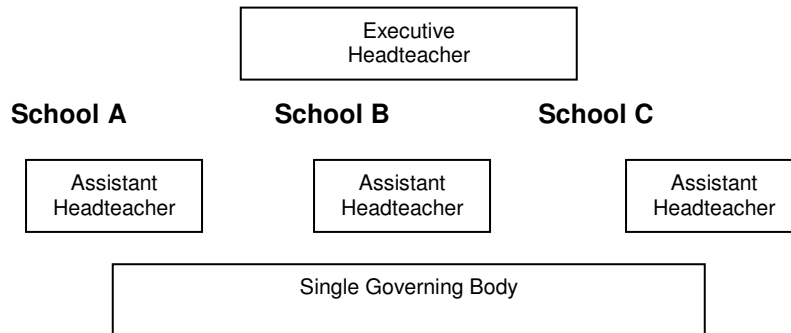 Executive
Headteacher
School A
School B
School C
Assistant
Headteacher
Assistant
Headteacher
Assistant
Headteacher
Single Governing Body